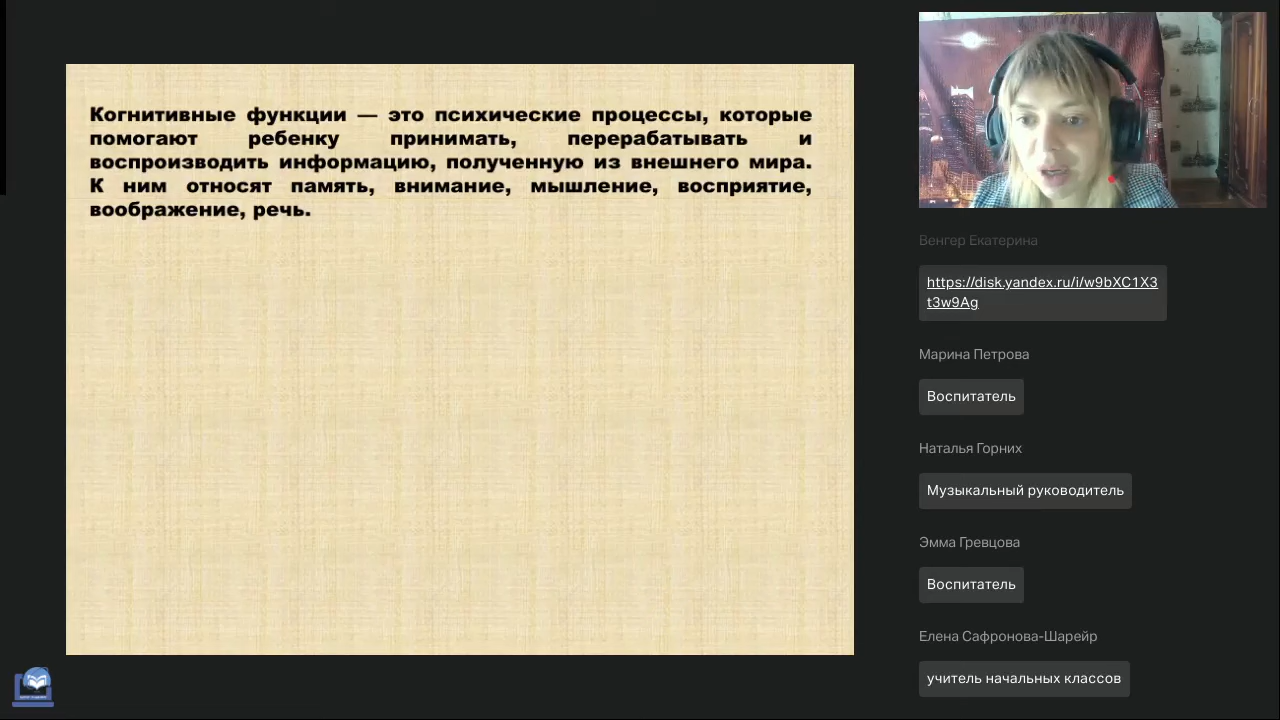 Когнитивные функции — это психические процессы, которые
помогают ребенку принимать, перерабатывать и
воспроизводить информацию, полученную из внешнего мира.
К ним относят память, внимание, мышление, восприятие,
воображение, речь.
Венгер Екатерина
https://disk.yandex.ru/i/w9bXC1X3
t3w9Ag
Марина Петрова
Воспитатель
Наталья Горних
Музыкальный руководитель
Эмма Гревцова
Воспитатель
Елена Сафронова-Шарейр
учитель начальных классов